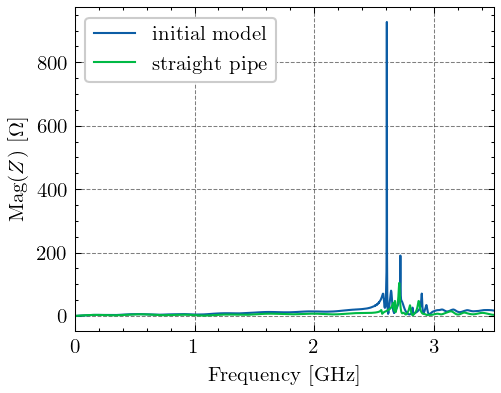 initial model
straight pipe
Mag(Z) [Ω]
800
600
400
200
0
0 1 2 3
Frequency [GHz]